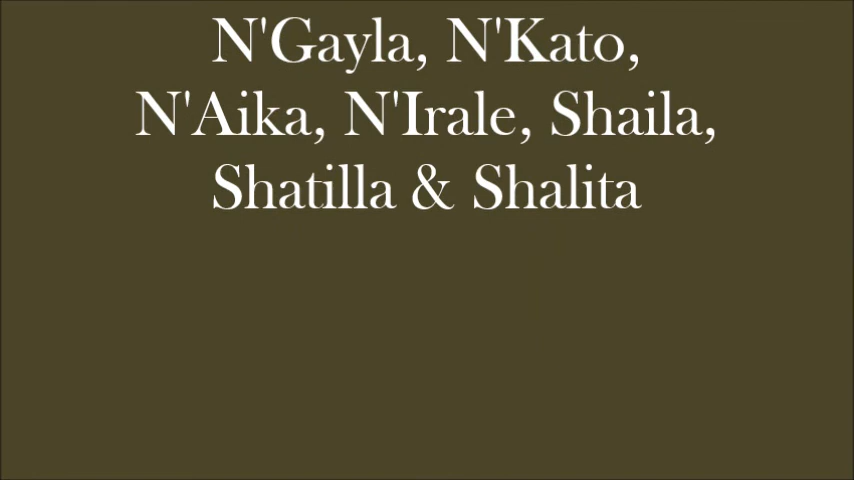 N'Gayla, N'Kato,
N'Aika, N'Irale, Shaila,
Shatilla & Shalita